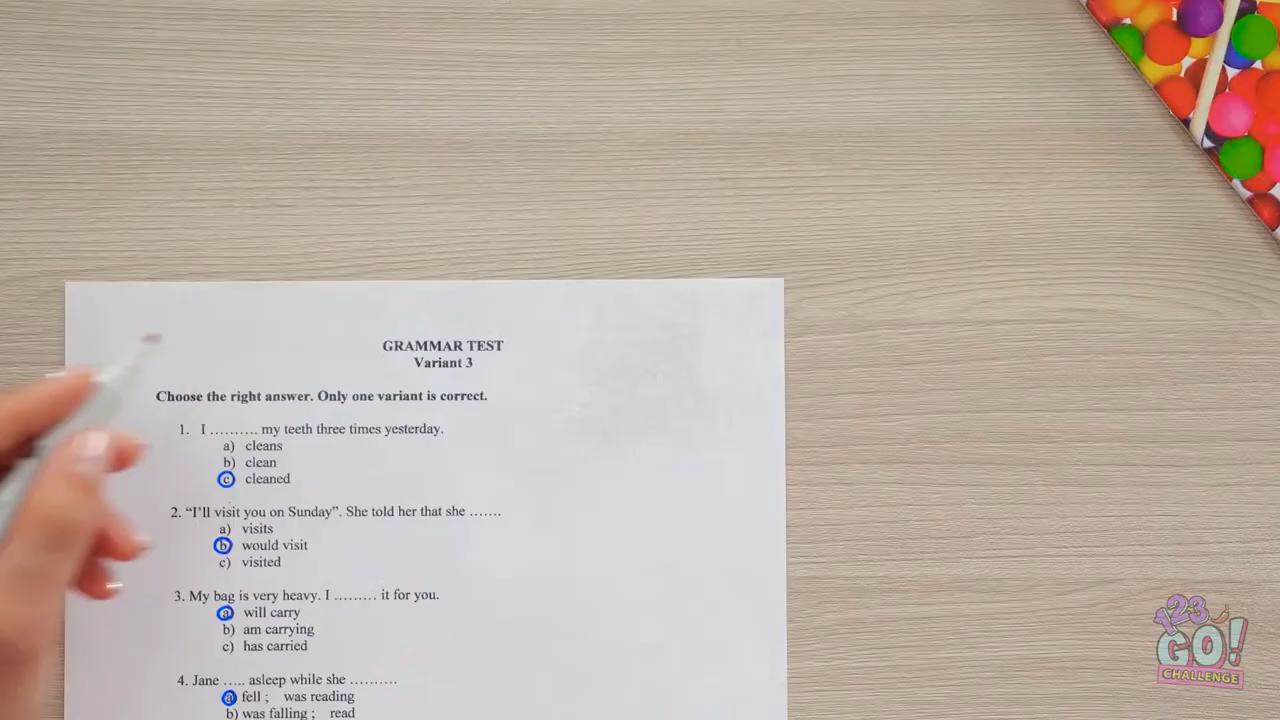 GRAMMAR TEST
Variant 3
Choose the right answer. Only one variant is correct.
1. I .......... my teeth three times yesterday.
a) cleans
b) clean
c) cleaned
2. “I’ll visit you on Sunday”. She told her that she .......
a) visits
b) would visit
c) visited
3. My bag is very heavy. I ......... it for you.
a) will carry
b) am carrying
c) has carried
4. Jane ..... asleep while she ..........
a) fell ; was reading
b) was falling ; read
123
GO!
CHALLENGE